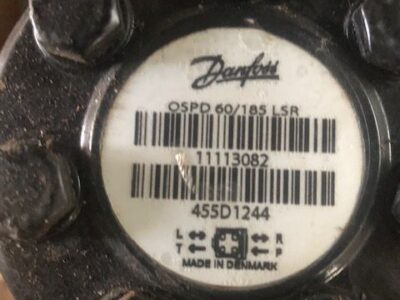 Danfoss
OSPD 60/185 LSR
11113082
455D1244
L R
T P
MADE IN DENMARK